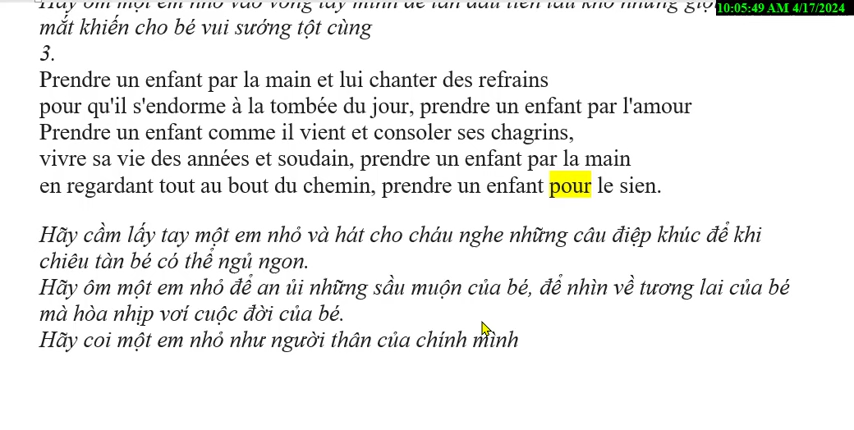 10:05:49 AM 4/17/2024
mắt khiến cho bé vui sướng tột cùng
3.
Prendre un enfant par la main et lui chanter des refrains
pour qu'il s'endorme à la tombée du jour, prendre un enfant par l'amour
Prendre un enfant comme il vient et consoler ses chagrins,
vivre sa vie des années et soudain, prendre un enfant par la main
en regardant tout au bout du chemin, prendre un enfant pour le sien.
Hãy cầm lấy tay một em nhỏ và hát cho cháu nghe những câu điệp khúc để khi
chiêu tàn bé có thể ngủ ngon.
Hãy ôm một em nhỏ để an ủi những sầu muộn của bé, để nhìn về tương lai của bé
mà hòa nhịp vơí cuộc đời của bé.
Hãy coi một em nhỏ như người thân của chính mình